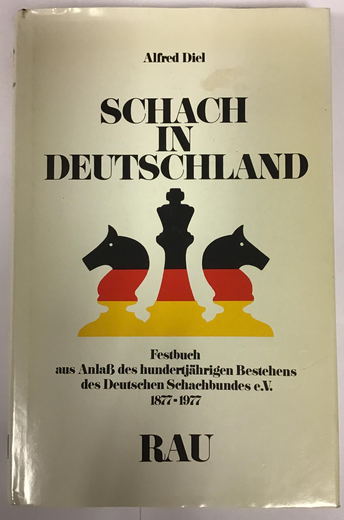 Alfred Diel
SCHACH
IN
DEUTSCHLAND
Festbuch
aus Anlaß des hundertjährigen Bestehens
des Deutschen Schachbundes e.V.
1877-1977
RAU